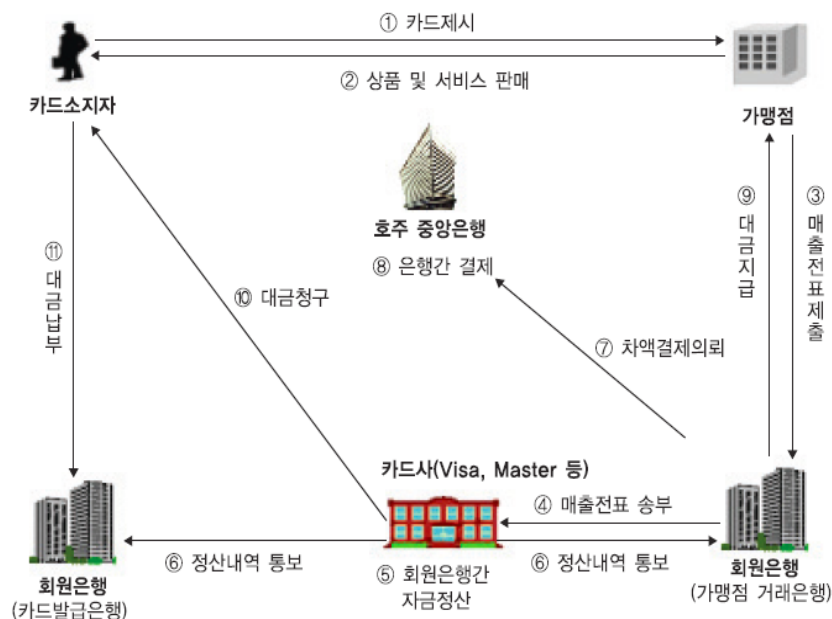 ① 카드제시
② 상품 및 서비스 판매
카드소지자
가맹점
호주 중앙은행
⑧ 은행간 결제
⑨ 대금지급
③ 매출전표제출
⑪ 대금납부
⑩ 대금청구
⑦ 차액결제의뢰
카드사(Visa, Master 등)
④ 매출전표 송부
⑥ 정산내역 통보
⑥ 정산내역 통보
⑤ 회원은행간
자금정산
회원은행
(카드발급은행)
회원은행
(가맹점 거래은행)